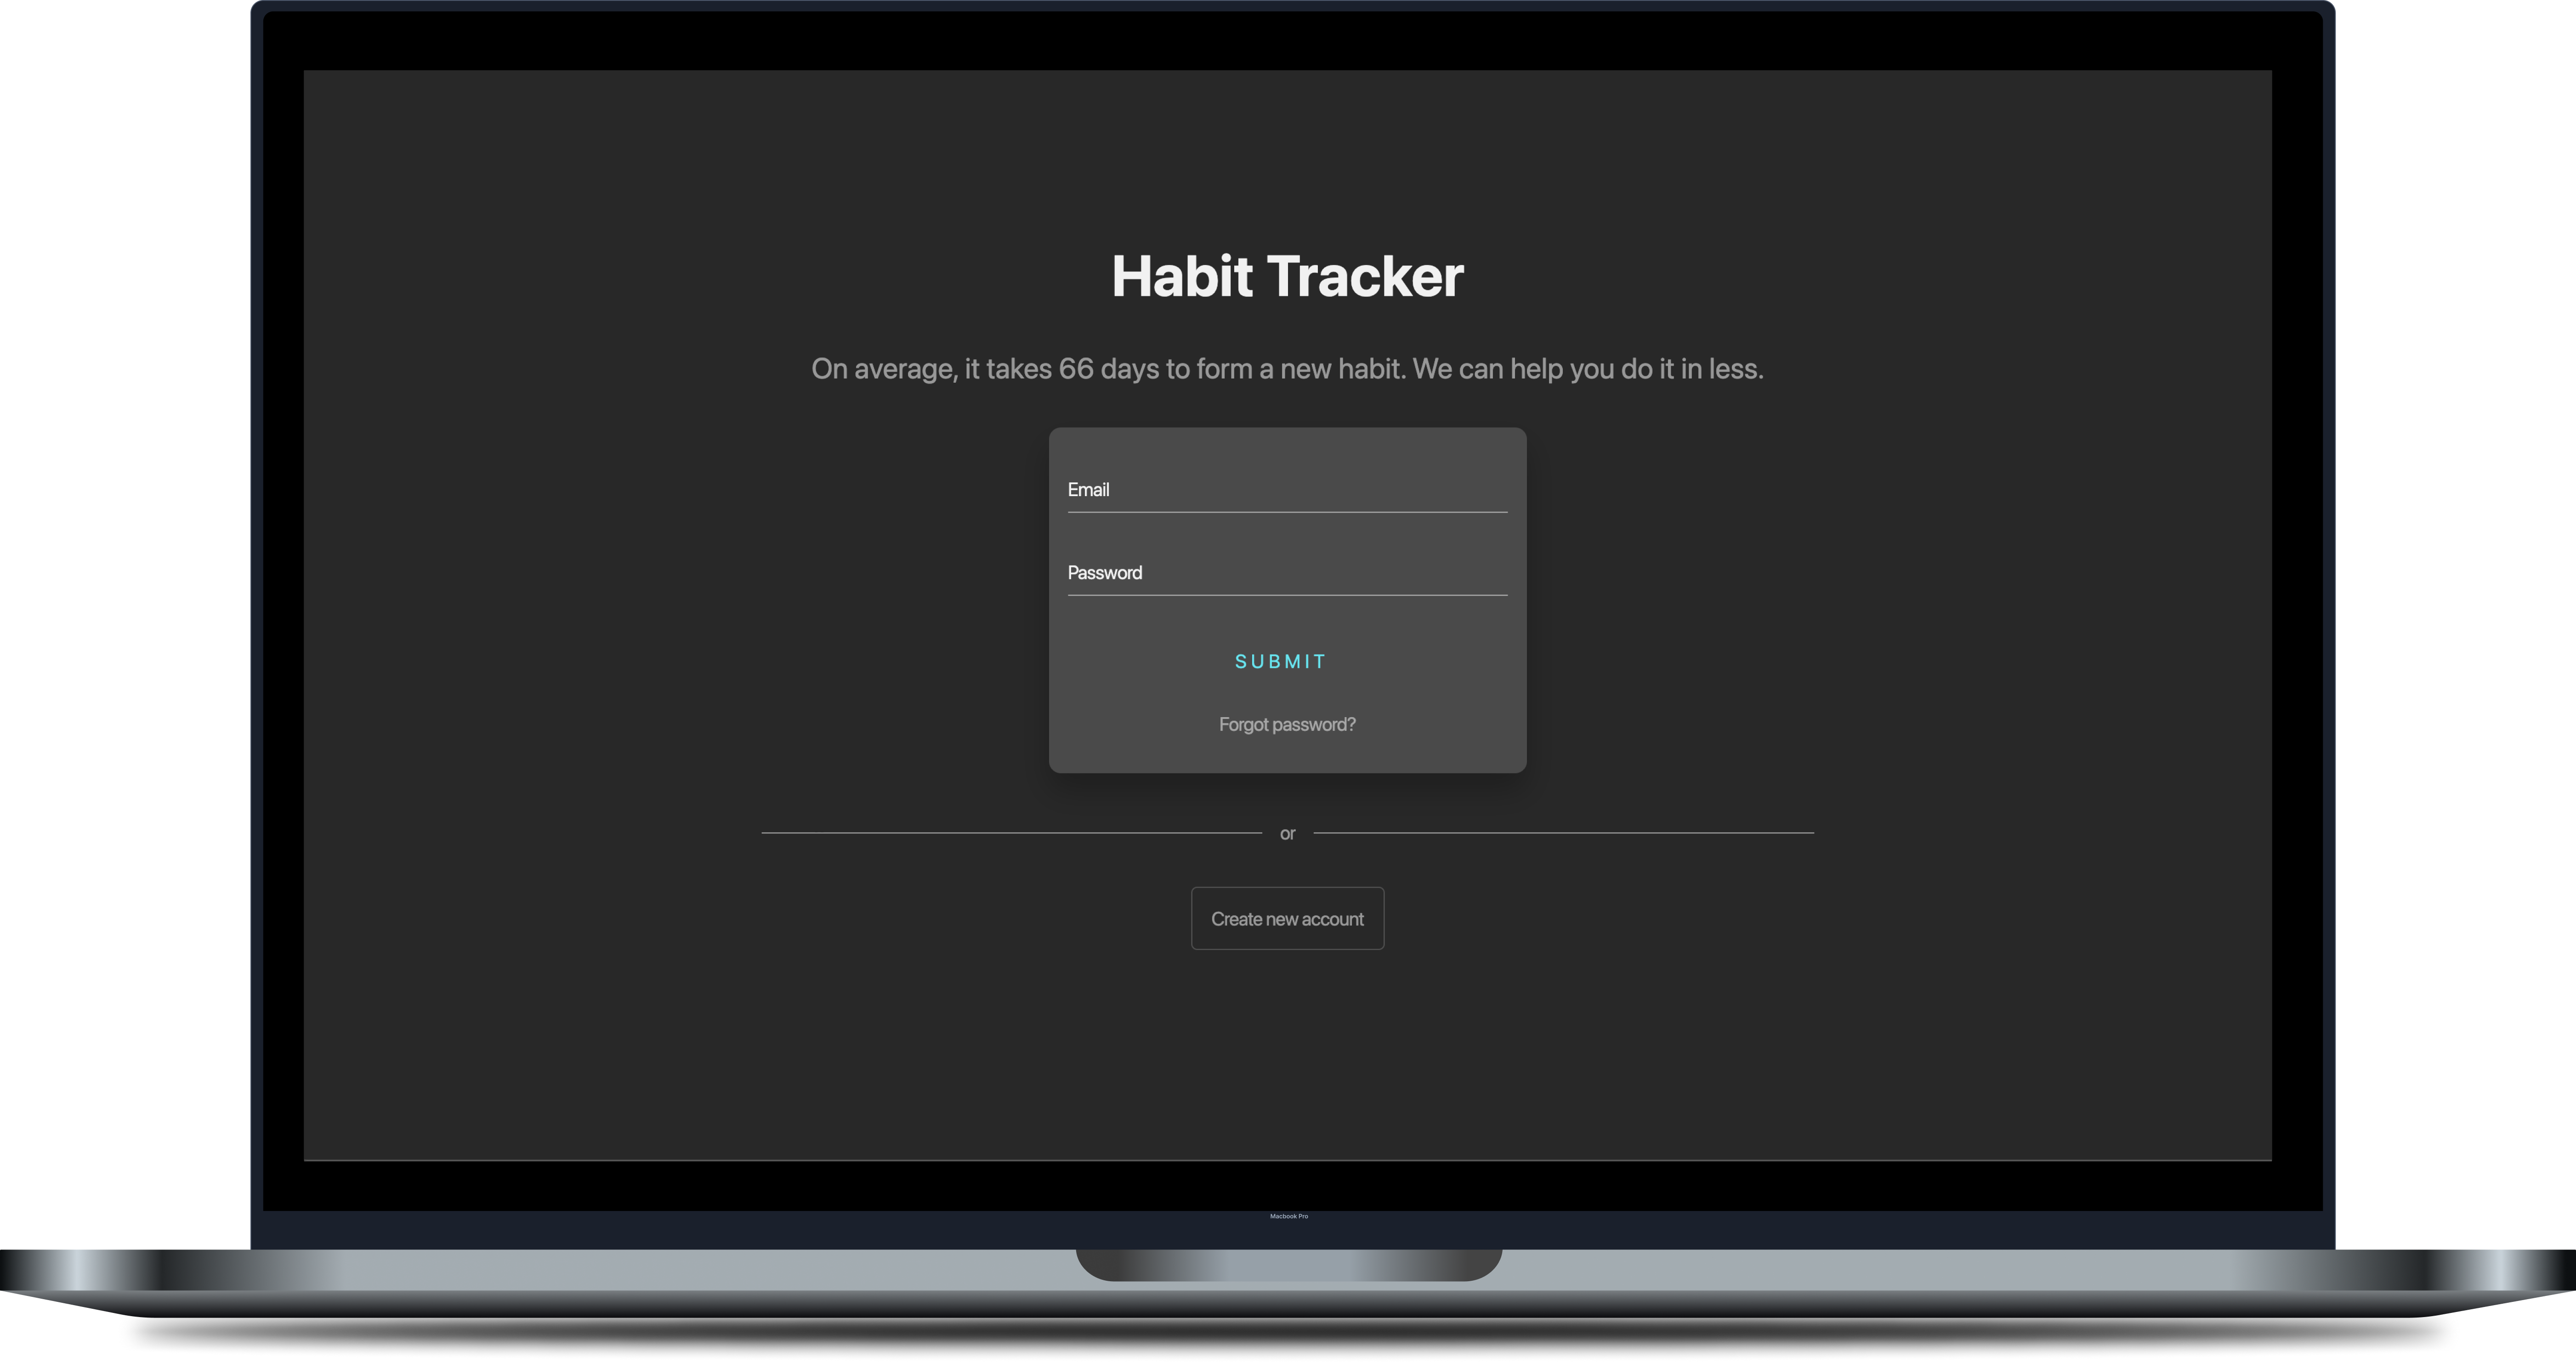 Habit Tracker
On average, it takes 66 days to form a new habit. We can help you do it in less.
Email
Password
SUBMIT
Forgot password?
or
Create new account
Macbook Pro